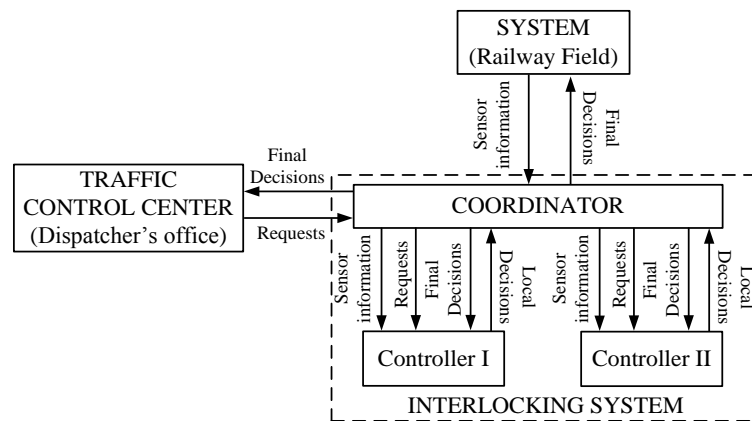 SYSTEM
(Railway Field)
Sensor
information
Final
Decisions
Final
Decisions
TRAFFIC
CONTROL CENTER
(Dispatcher's office)
Requests
COORDINATOR
Sensor
information
Requests
Final
Decisions
Local
Decisions
Sensor
information
Requests
Final
Decisions
Local
Decisions
Controller I
Controller II
INTERLOCKING SYSTEM